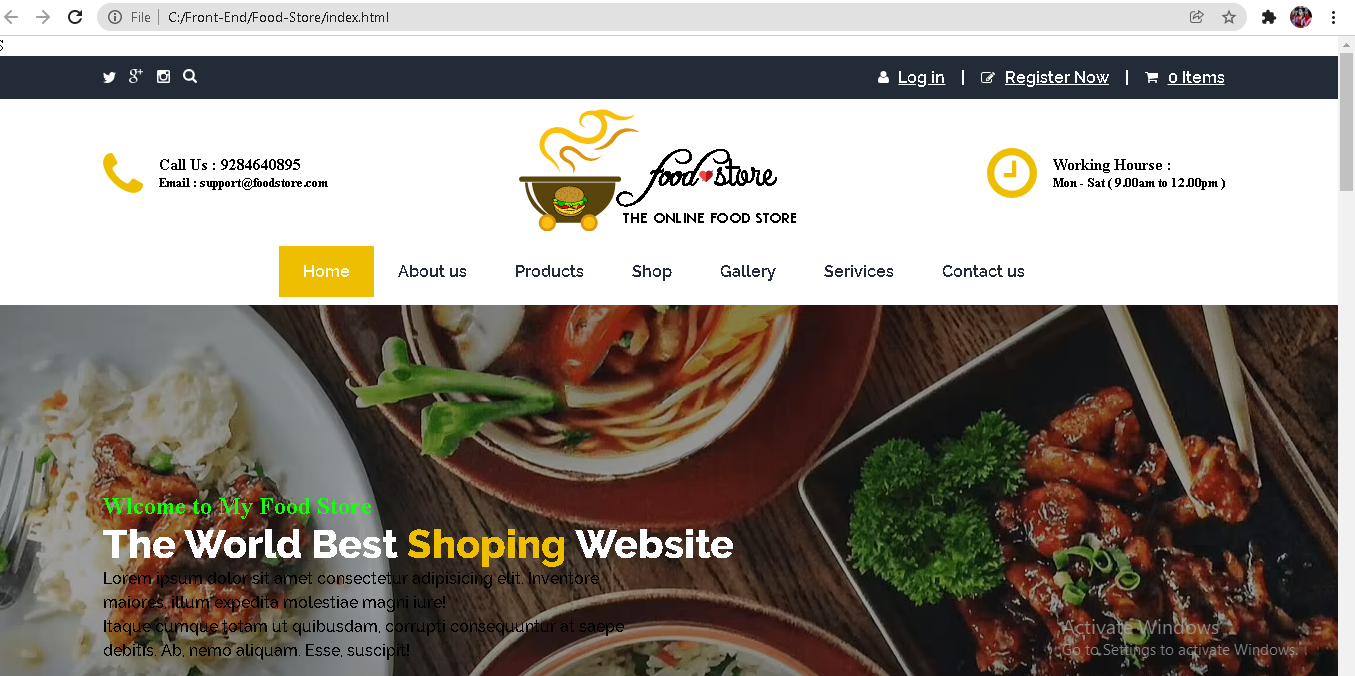 File | C:/Front-End/Food-Store/index.html
S
Log in | Register Now | 0 Items
Call Us : 9284640895
Email : support@foodstore.com
food store
THE ONLINE FOOD STORE
Working Hourse :
Mon - Sat ( 9.00am to 12.00pm )
Home About us Products Shop Gallery Serivices Contact us
Wlcome to My Food Store
The World Best Shoping Website
Lorem ipsum dolor sit amet consectetur adipisicing elit. Inventore
maiores, illum expedita molestiae magni iure!
Itaque cumque totam ut quibusdam, corrupti consequuntur at saepe
debitis. Ab, nemo aliquam. Esse, suscipit!
Activate Windows
Go to Settings to activate Windows.